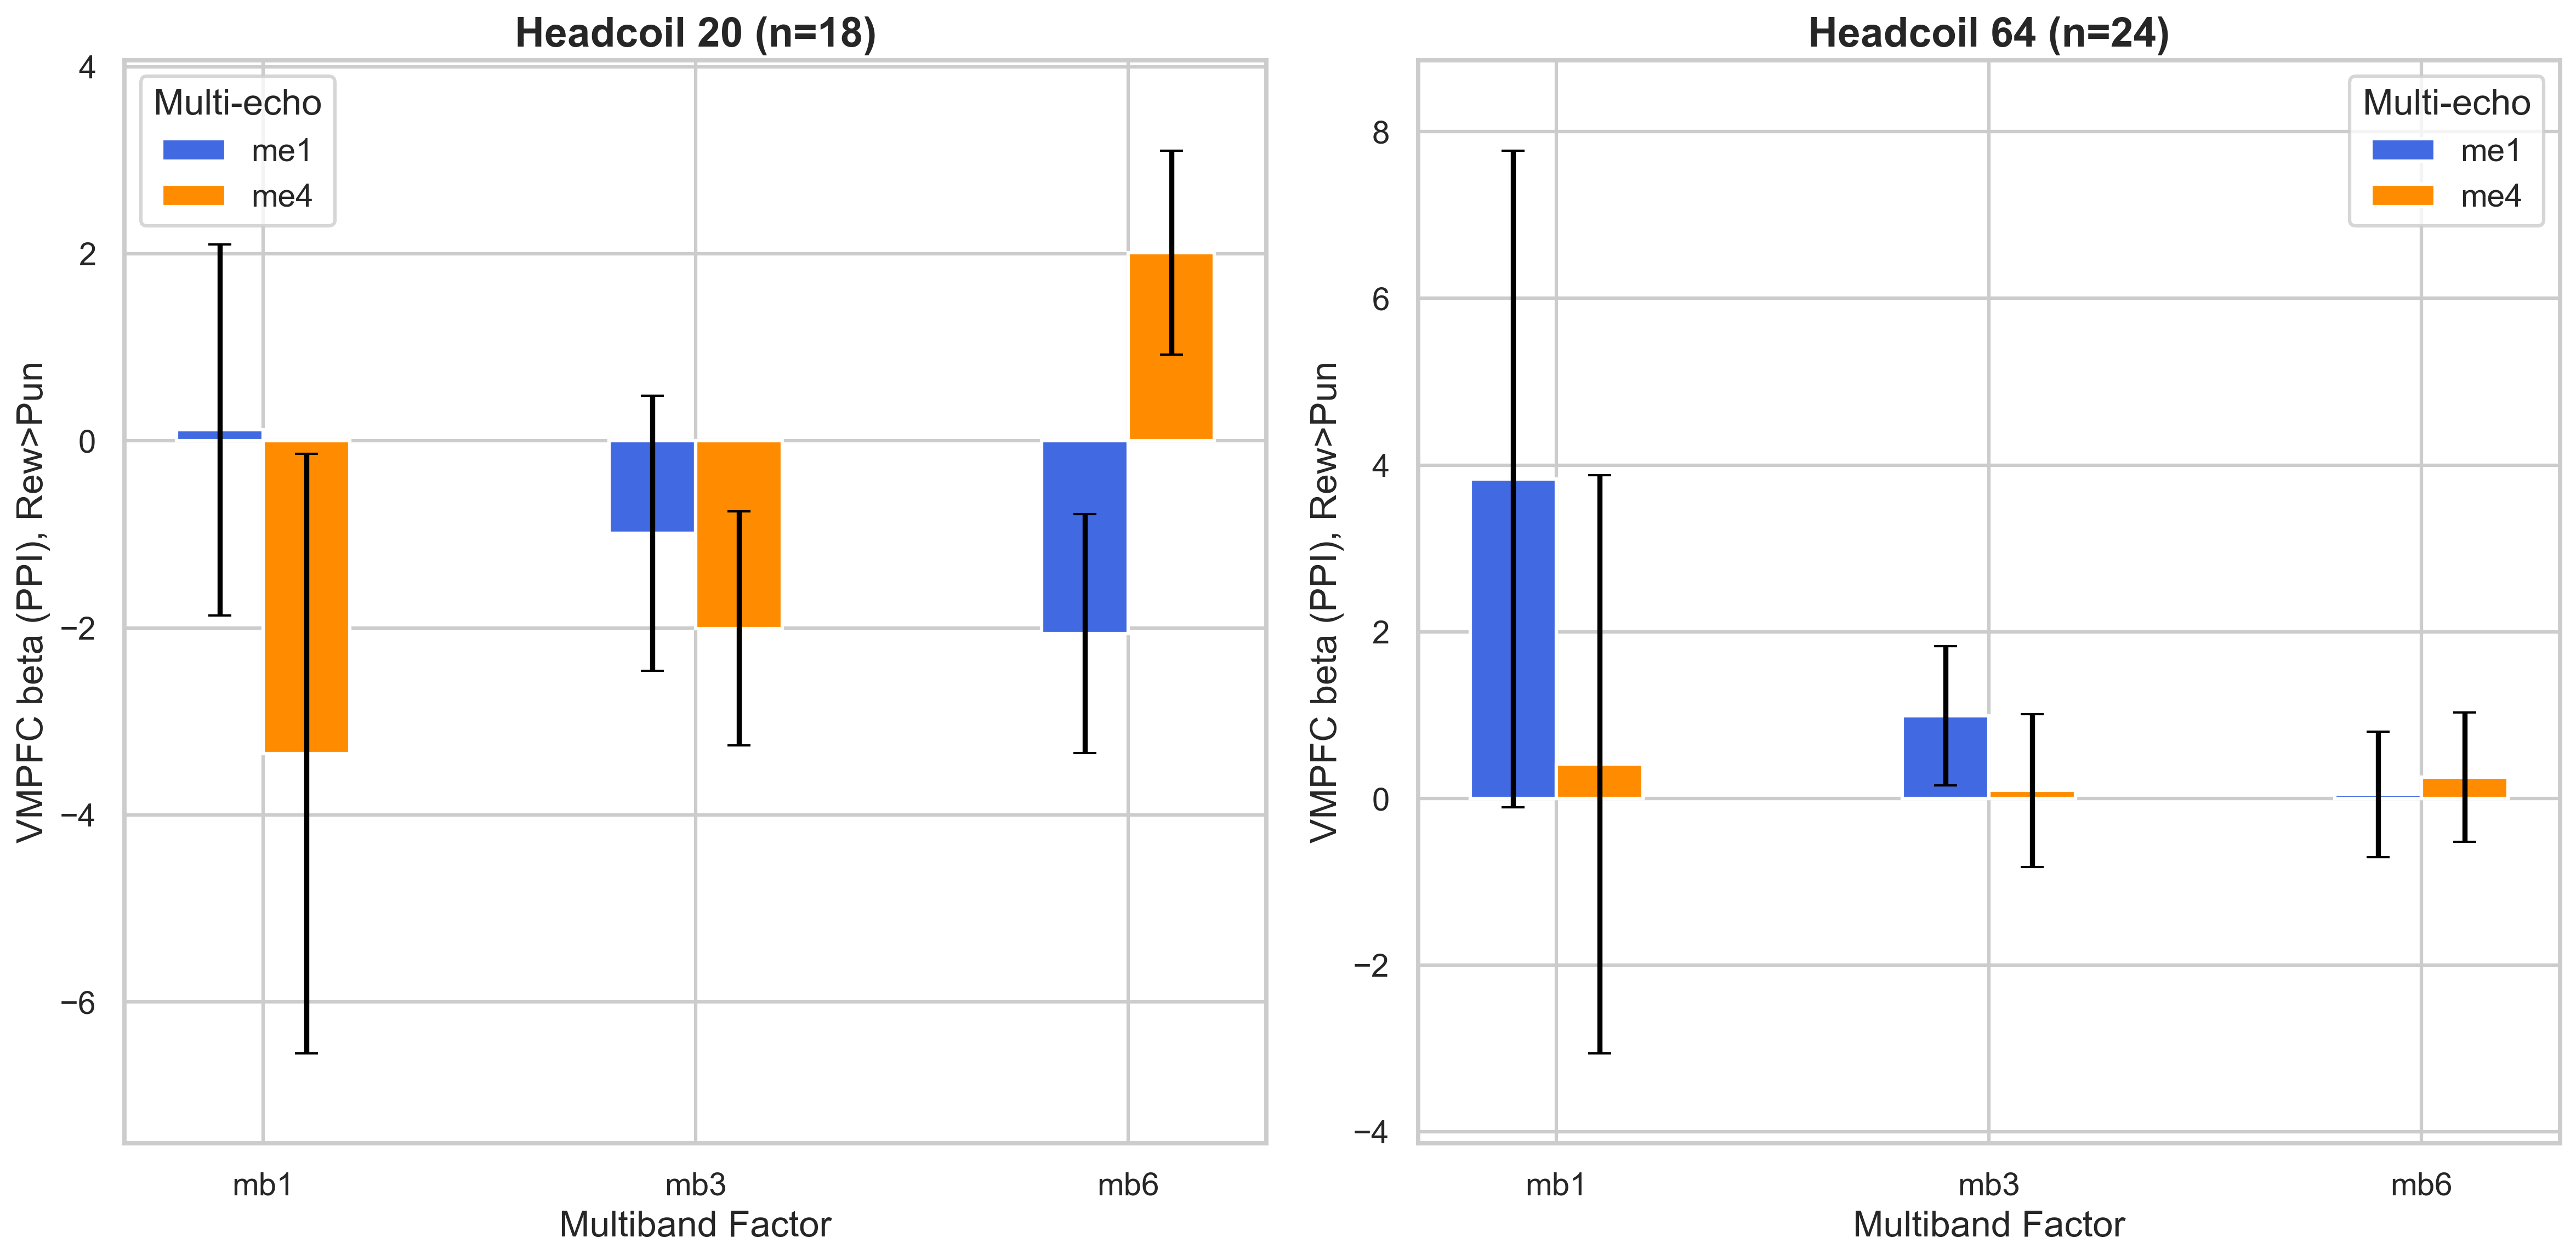 Headcoil 20 (n=18)
Multi-echo
me1
me4
4
2
0
−2
−4
−6
VMPFC beta (PPI), Rew>Pun
mb1
mb3
mb6
Multiband Factor
Headcoil 64 (n=24)
Multi-echo
me1
me4
8
6
4
2
0
−2
−4
VMPFC beta (PPI), Rew>Pun
mb1
mb3
mb6
Multiband Factor